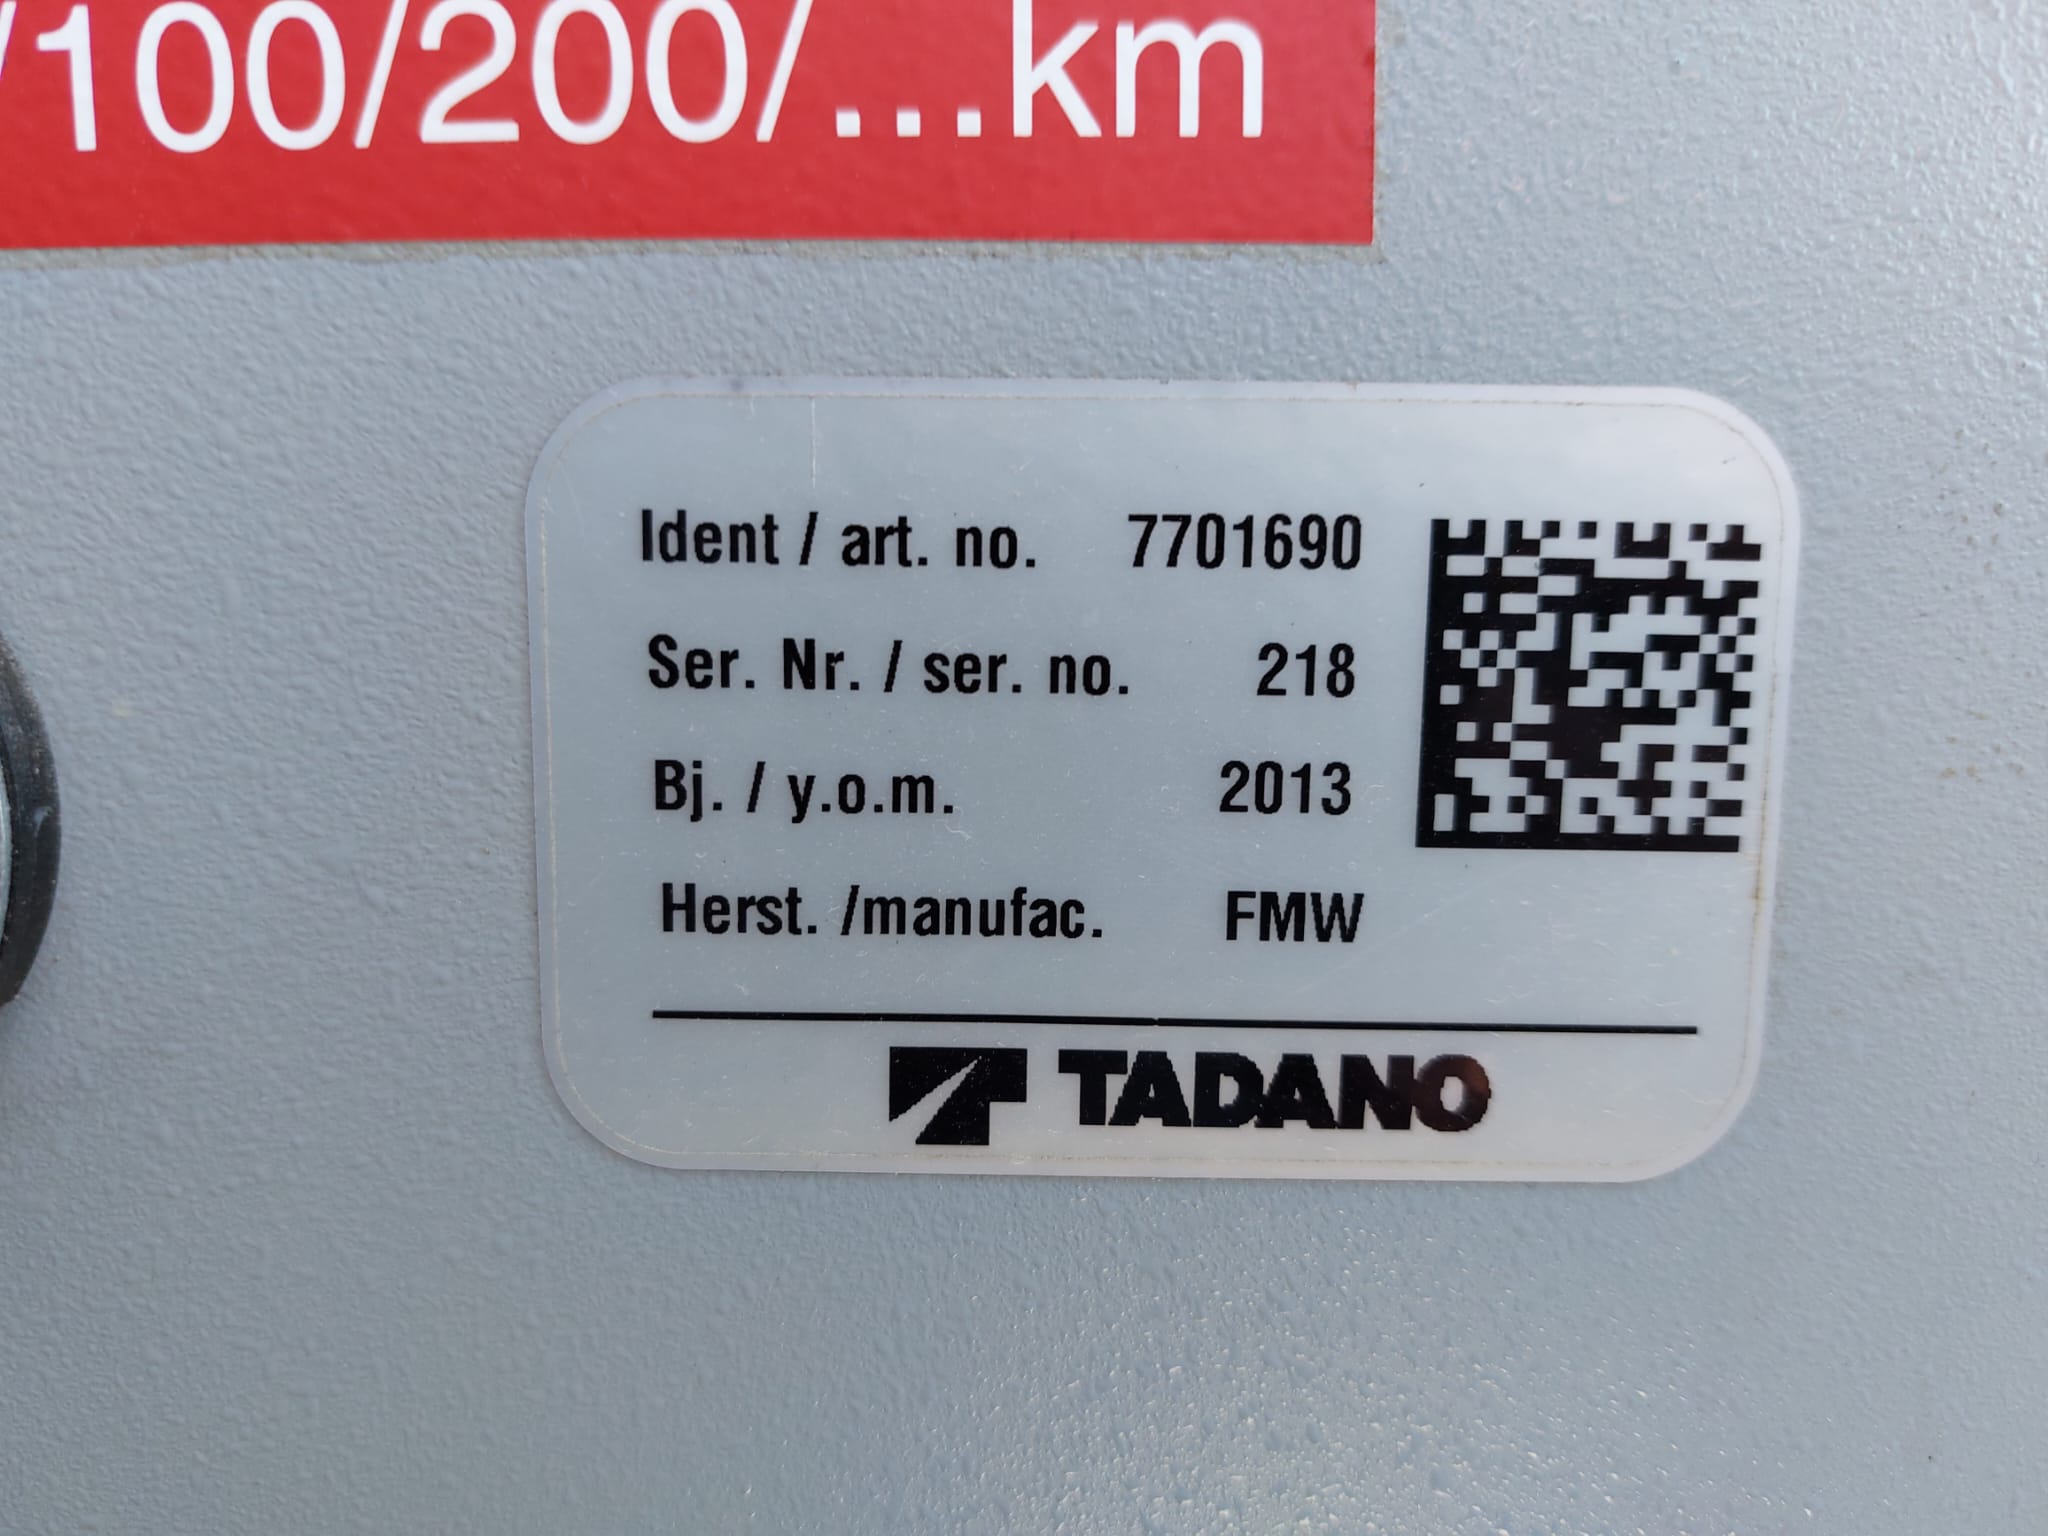 /100/200/...km
Ident / art. no. 7701690
Ser. Nr. / ser. no. 218
Bj. / y.o.m. 2013
Herst. /manufac. FMW
TADANO